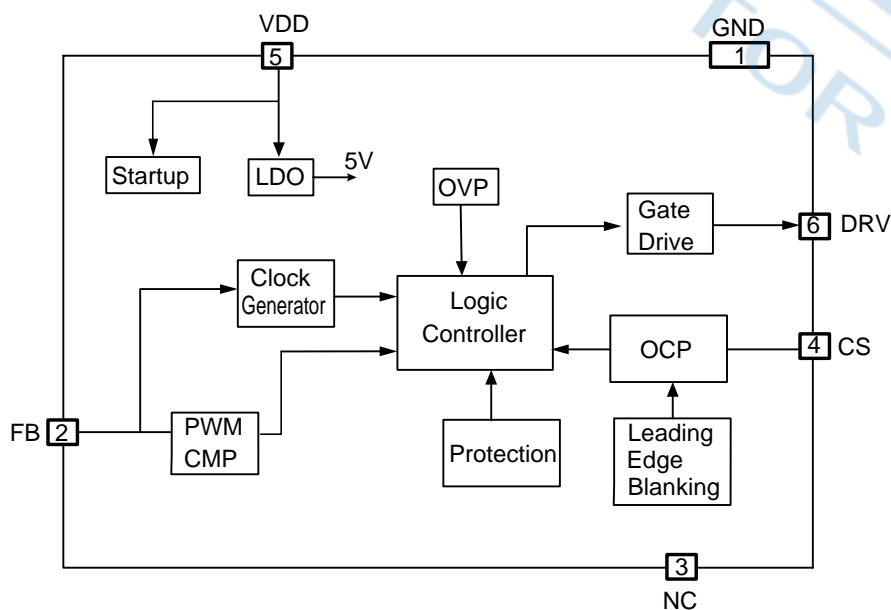 VDD
GND
5
1
TOR
Startup
LDO
5V
OVP
Gate
Drive
6
DRV
Clock
Generator
Logic
Controller
OCP
4
CS
FB
2
PWM
CMP
Protection
Leading
Edge
Blanking
3
NC